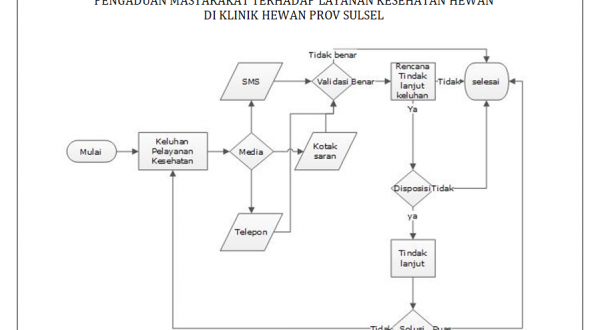 PENGADUAN MASYARAKAT TERHADAP LAYANAN KESEHATAN HEWAN
DI KLINIK HEWAN PROV SULSEL
Tidak benar
SMS
Validasi
Benar
Rencana
Tindak
lanjut
keluhan
Tidak
selesai
Ya
Mulai
Keluhan
Pelayanan
Kesehatan
Media
Kotak
saran
Disposisi
Tidak
ya
Telepon
Tindak
lanjut
Tidak
Solusi
Puas